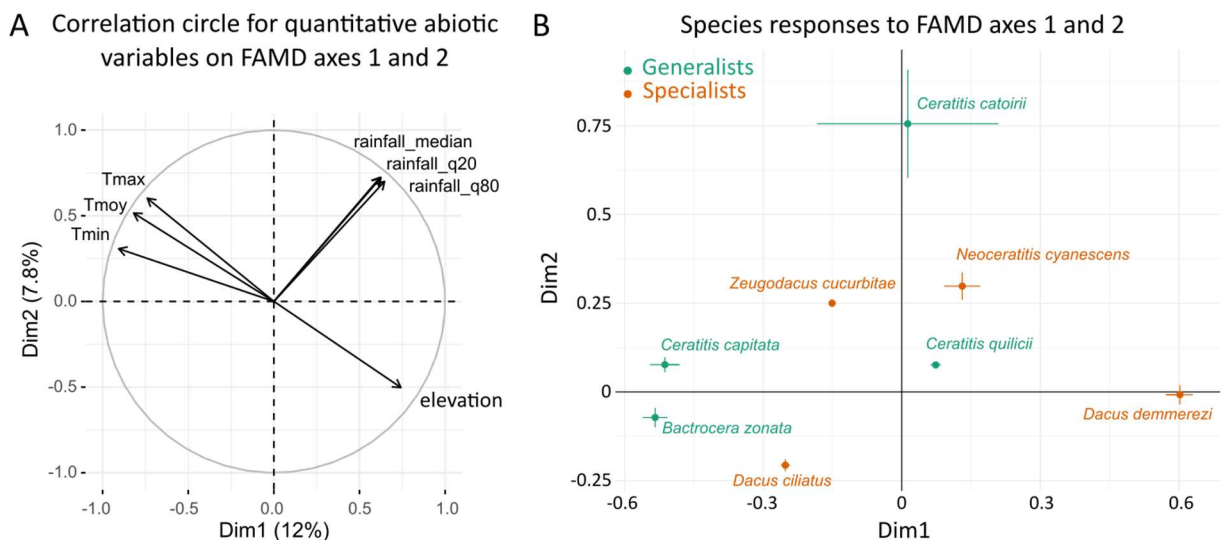 A
Correlation circle for quantitative abiotic
variables on FAMD axes 1 and 2
1.0
0.5
0.0
-0.5
-1.0
-1.0
-0.5
0.0
0.5
1.0
Dim2 (7.8%)
Dim1 (12%)
rainfall_median
rainfall_q20
rainfall_q80
Tmax
Tmoy
Tmin
elevation
B
Species responses to FAMD axes 1 and 2
Generalists
Specialists
Ceratitis catoirii
Neoceratitis cyanescens
Zeugodacus cucurbitae
Ceratitis capitata
Ceratitis quilicii
Dacus demmerezi
Bactrocera zonata
Dacus ciliatus
0.75
0.5
0.25
0
-0.25
-0.6
-0.3
0
0.3
0.6
Dim2
Dim1